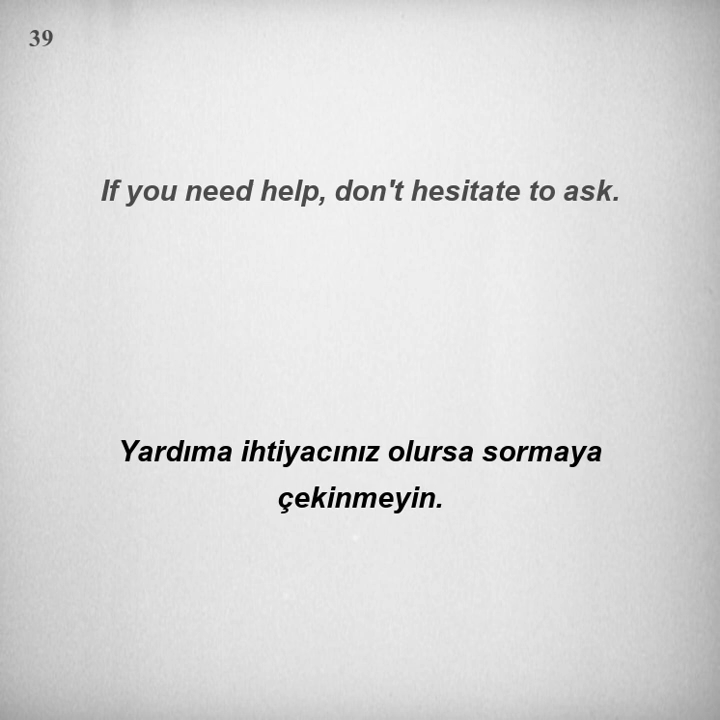 39
If you need help, don't hesitate to ask.
Yardıma ihtiyacınız olursa sormaya
çekinmeyin.